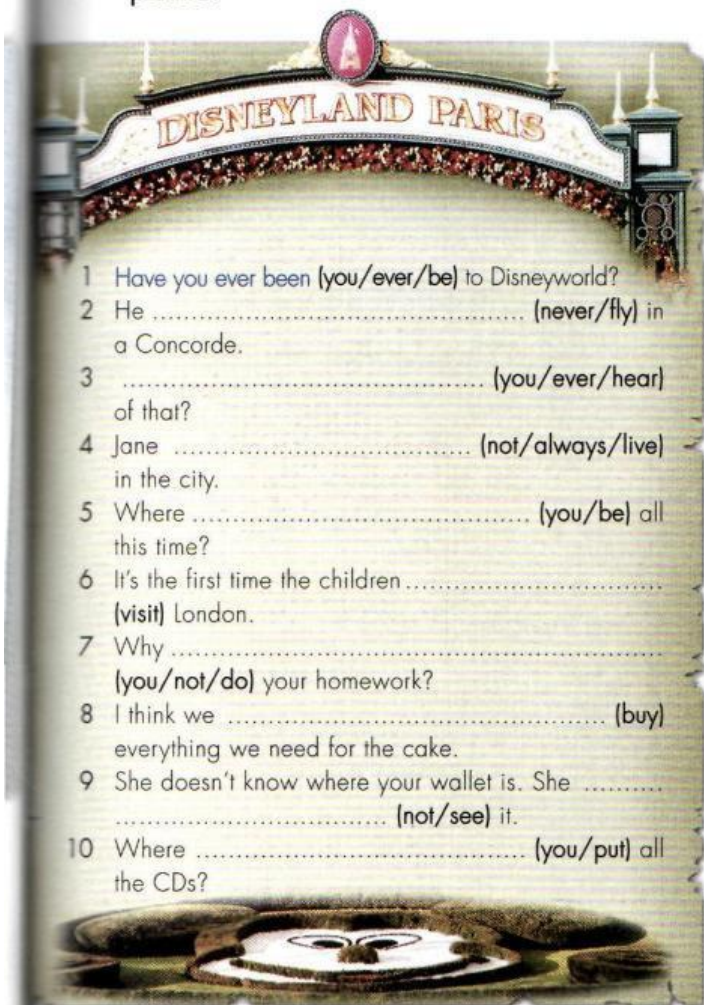 DISNEYLAND PARIS
1 Have you ever been (you/ever/be) to Disneyworld?
2 He .................................................. (never/fly) in
a Concorde.
3 .................................................. (you/ever/hear)
of that?
4 Jane ........................................ (not/always/live)
in the city.
5 Where .............................................. (you/be) all
this time?
6 It's the first time the children...................................
(visit) London.
7 Why ....................................................................
(you/not/do) your homework?
8 I think we .................................................... (buy)
everything we need for the cake.
9 She doesn't know where your wallet is. She ..........
..................................... (not/see) it.
10 Where ............................................ (you/put) all
the CDs?